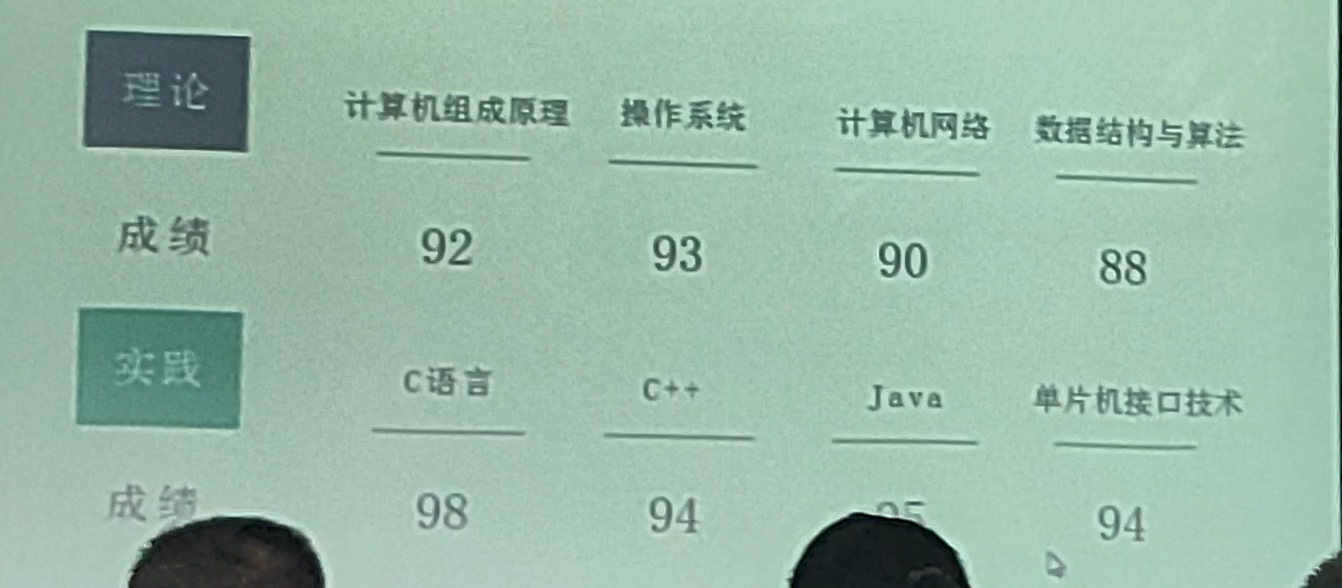 理论 计算机组成原理 操作系统 计算机网络 数据结构与算法
成绩 92 93 90 88
实践 C语言 C++ Java 单片机接口技术
成绩 98 94 94